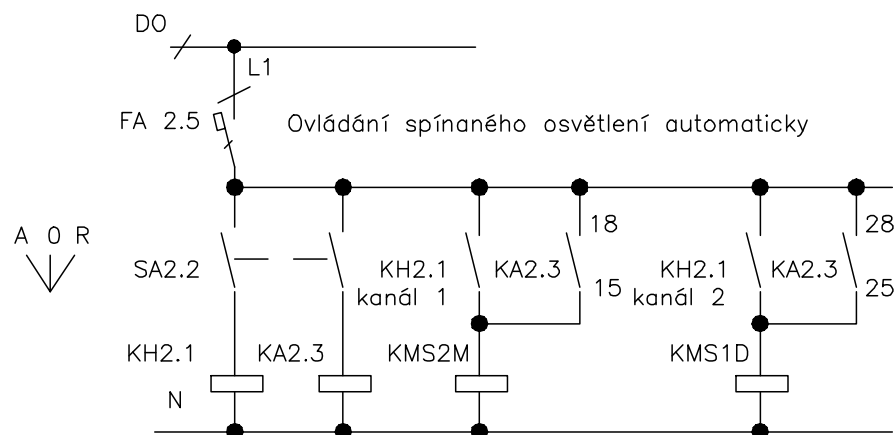 DO
L1
FA 2.5
Ovládání spínaného osvětlení automaticky
A O R
SA2.2
KH2.1
kanál 1
KA2.3
18
15
KH2.1
kanál 2
KA2.3
28
25
KH2.1
KA2.3
KMS2M
KMS1D
N